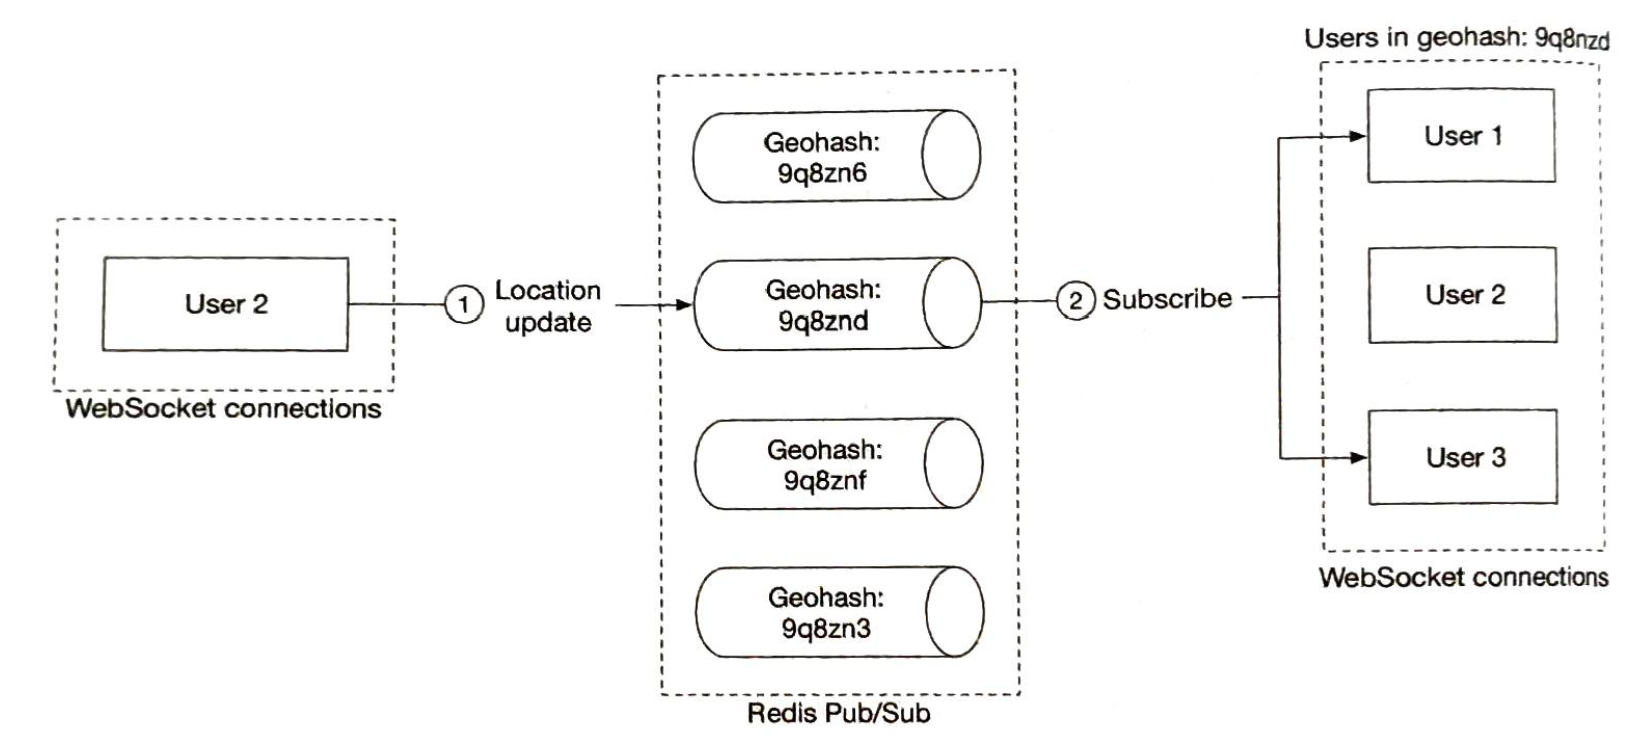 Users in geohash: 9q8nzd
User 2
WebSocket connections
1
Location
update
Geohash:
9q8zn6
Geohash:
9q8znd
Geohash:
9q8znf
Geohash:
9q8zn3
Redis Pub/Sub
2 Subscribe
User 1
User 2
User 3
WebSocket connections